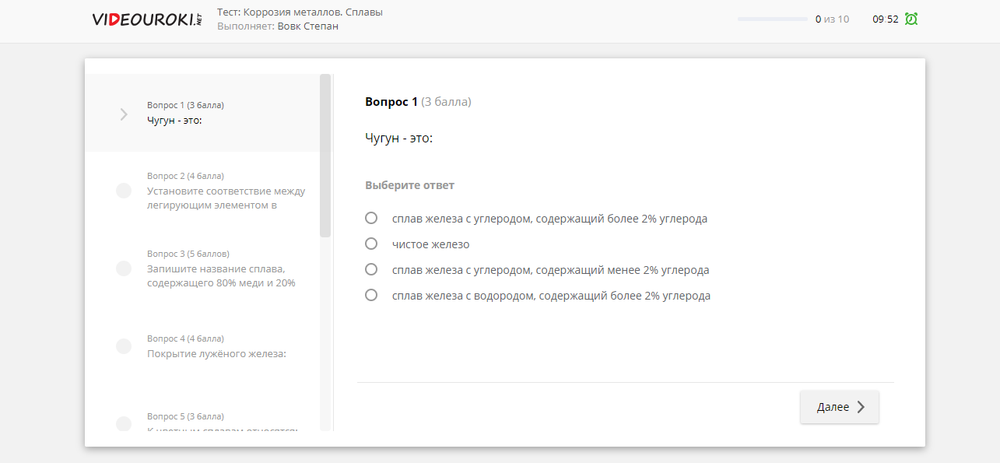 VIDEOUROKI.NET
Тест: Коррозия металлов. Сплавы
Выполняет: Вовк Степан
0 из 10
09:52
Вопрос 1 (3 балла)
Чугун - это:
Вопрос 2 (4 балла)
Установите соответствие между
легирующим элементом в
Вопрос 3 (5 баллов)
Запишите название сплава,
содержащего 80% меди и 20%
Вопрос 4 (4 балла)
Покрытие лужёного железа:
Вопрос 5 (3 балла)
К цветным сплавам относятся:
Вопрос 1 (3 балла)
Чугун - это:
Выберите ответ
сплав железа с углеродом, содержащий более 2% углерода
чистое железо
сплав железа с углеродом, содержащий менее 2% углерода
сплав железа с водородом, содержащий более 2% углерода
Далее